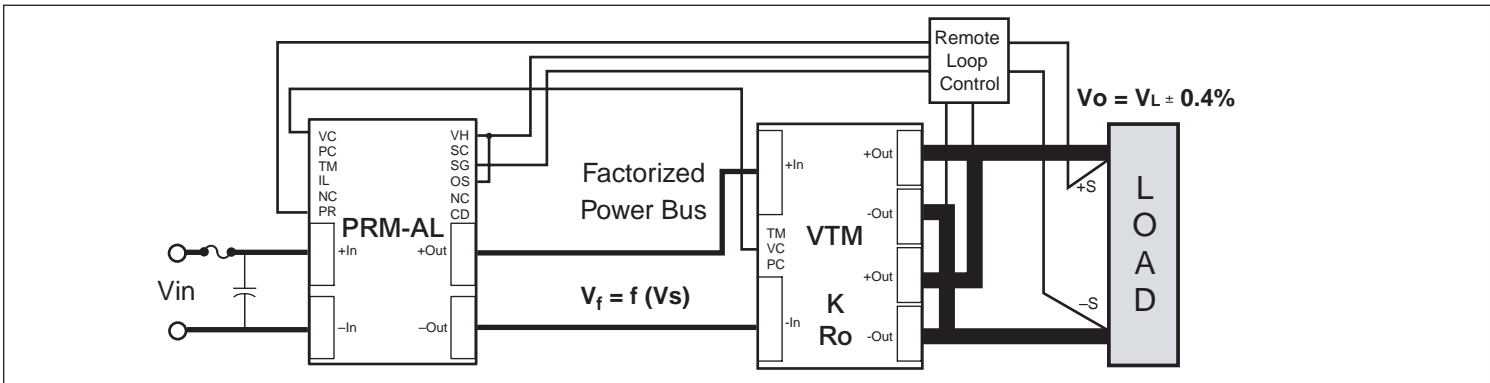 Remote
Loop
Control
Vo = VL ± 0.4%
VC
PC
TM
IL
NC
PR
VH
SC
SG
OS
NC
CD
PRM-AL
+In
–In
+Out
–Out
Vin
Factorized
Power Bus
Vf = f (Vs)
+In
TM
VC
PC
-In
VTM
K
Ro
+Out
-Out
+Out
-Out
+S
–S
L
O
A
D